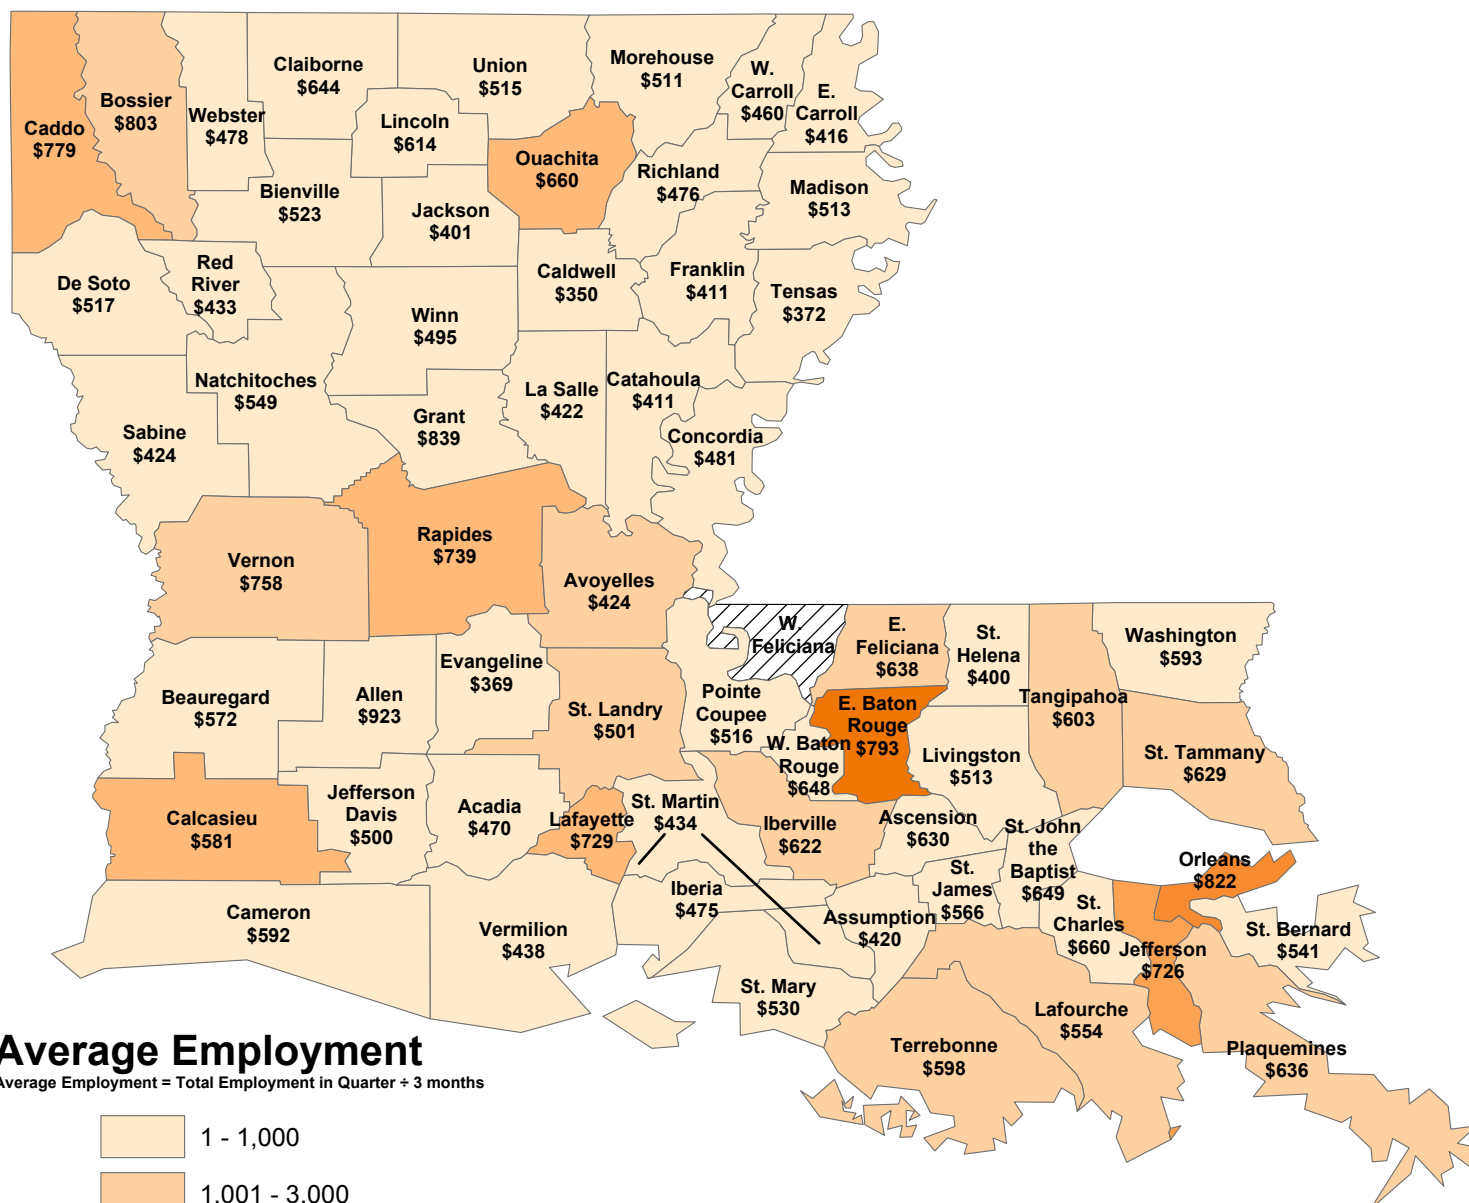 Caddo
$779
Bossier
$803
Webster
$478
Claiborne
$644
Union
$515
Lincoln
$614
Morehouse
$511
W.
Carroll
$460
E.
Carroll
$416
Ouachita
$660
Richland
$476
Madison
$513
Bienville
$523
Jackson
$401
De Soto
$517
Red
River
$433
Caldwell
$350
Franklin
$411
Tensas
$372
Winn
$495
Natchitoches
$549
Sabine
$424
Grant
$839
La Salle
$422
Catahoula
$411
Concordia
$481
Vernon
$758
Rapides
$739
Avoyelles
$424
W.
Feliciana
E.
Feliciana
$638
St.
Helena
$400
Tangipahoa
$603
Washington
$593
Beauregard
$572
Allen
$923
Evangeline
$369
St. Landry
$501
Pointe
Coupee
$516
W. Baton
Rouge
$648
E. Baton
Rouge
$793
Livingston
$513
St. Tammany
$629
Calcasieu
$581
Jefferson
Davis
$500
Acadia
$470
Lafayette
$729
St. Martin
$434
Iberville
$622
Ascension
$630
St. John
the
Baptist
$649
St.
James
$566
St.
Charles
$660
Orleans
$822
St. Bernard
$541
Jefferson
$726
Cameron
$592
Vermilion
$438
Iberia
$475
Assumption
$420
St. Mary
$530
Terrebonne
$598
Lafourche
$554
Plaquemines
$636
Average Employment
Average Employment = Total Employment in Quarter ÷ 3 months
1 - 1,000
1,001 - 3,000